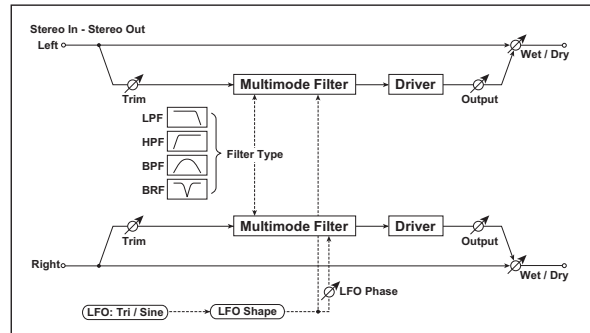 Stereo In - Stereo Out
Left
Wet / Dry
Trim
Multimode Filter
Driver
Output
LPF
HPF
BPF
BRF
Filter Type
Trim
Multimode Filter
Driver
Output
Right
Wet / Dry
LFO Phase
LFO: Tri / Sine
LFO Shape